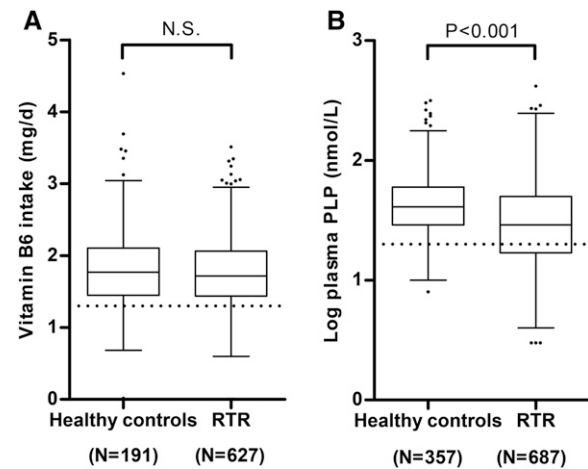 A
N.S.
Vitamin B6 intake (mg/d)
5
4
3
2
1
0
Healthy controls RTR
(N=191) (N=627)
B
P<0.001
Log plasma PLP (nmol/L)
3
2
1
0
Healthy controls RTR
(N=357) (N=687)